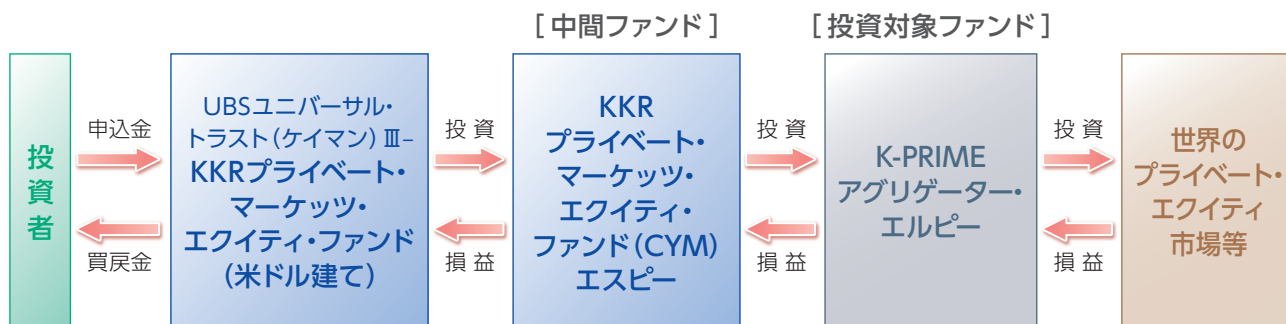 [中間ファンド]
[投資対象ファンド]
投資者
申込金
買戻金
UBSユニバーサル・
トラスト(ケイマン)Ⅲ–
KKRプライベート・
マーケッツ・
エクイティ・ファンド
(米ドル建て)
投資
損益
KKR
プライベート・
マーケッツ・
エクイティ・
ファンド(CYM)
エスピー
投資
損益
K-PRIME
アグリゲーター・
エルピー
投資
損益
世界の
プライベート・
エクイティ
市場等